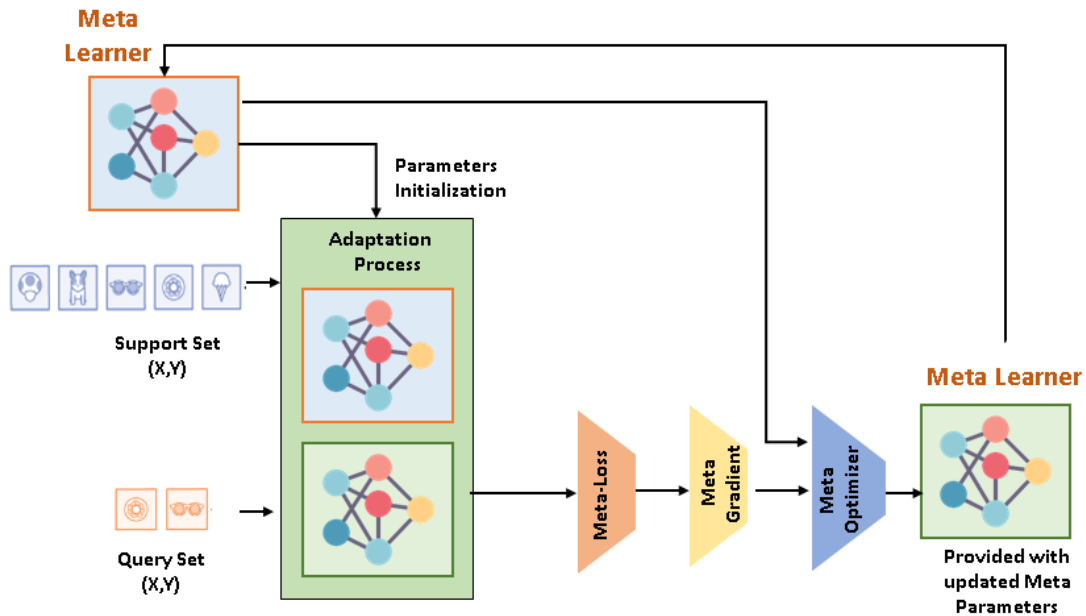 Meta
Learner
Parameters
Initialization
Adaptation
Process
Support Set
(X,Y)
Query Set
(X,Y)
Meta-Loss
Meta
Gradient
Meta
Optimizer
Meta Learner
Provided with
updated Meta
Parameters